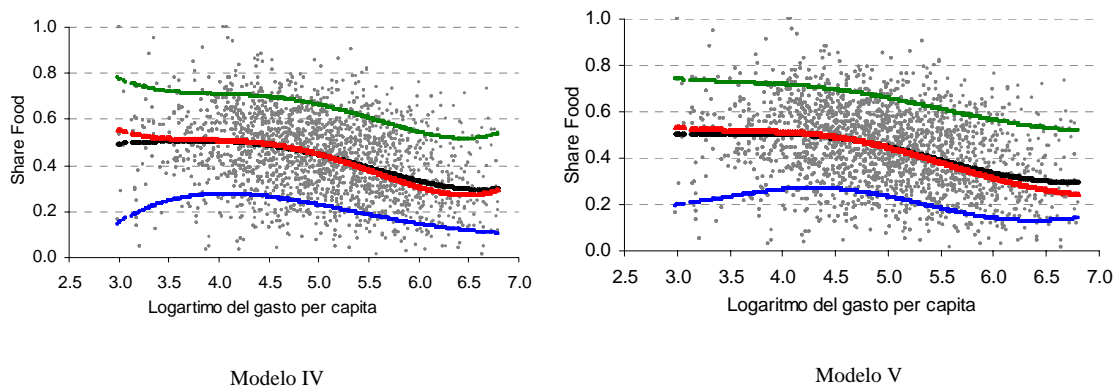 1.0
0.8
0.6
0.4
0.2
0.0
Share Food
2.5 3.0 3.5 4.0 4.5 5.0 5.5 6.0 6.5 7.0
Logartimo del gasto per capita
Modelo IV
1.0
0.8
0.6
0.4
0.2
0.0
Share Food
2.5 3.0 3.5 4.0 4.5 5.0 5.5 6.0 6.5 7.0
Logaritmo del gasto per capita
Modelo V